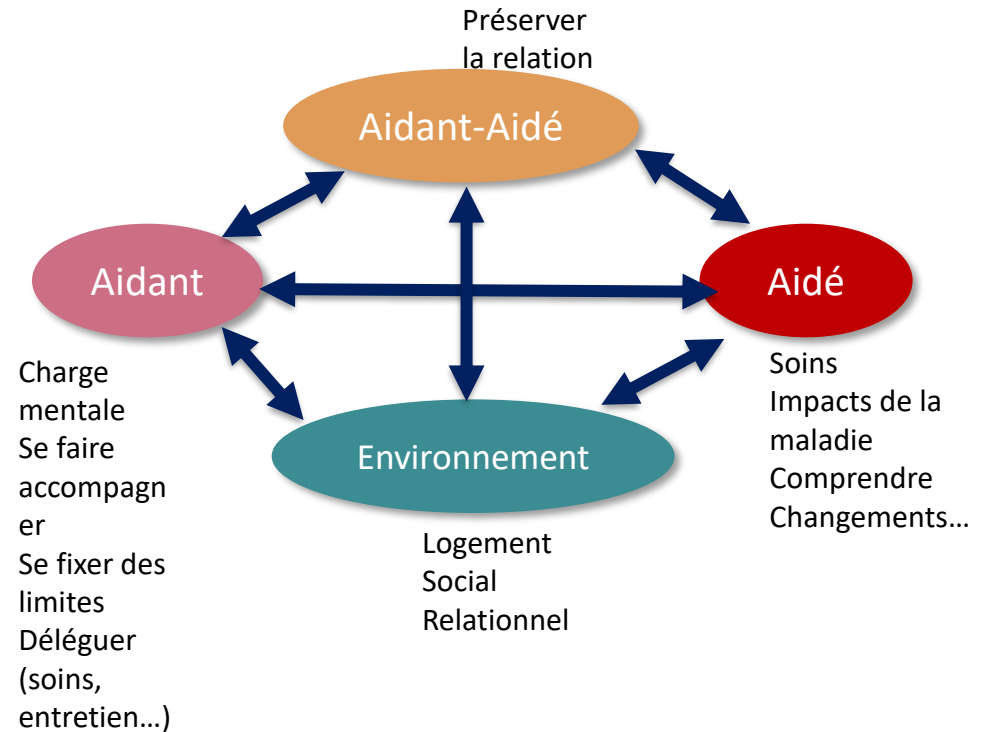 Préserver
la relation
Aidant-Aidé
Aidant
Aidé
Charge
mentale
Se faire
accompagn
er
Se fixer des
limites
Déléguer
(soins,
entretien…)
Soins
Impacts de la
maladie
Comprendre
Changements…
Environnement
Logement
Social
Relationnel